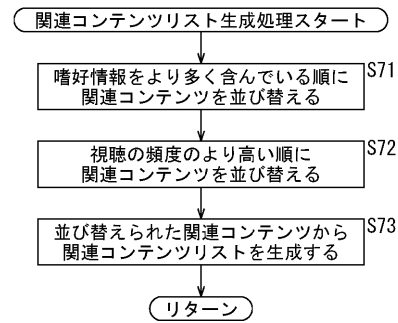 関連コンテンツリスト生成処理スタート
嗜好情報をより多く含んでいる順に
関連コンテンツを並び替える
S71
視聴の頻度のより高い順に
関連コンテンツを並び替える
S72
並び替えられた関連コンテンツから
関連コンテンツリストを生成する
S73
リターン